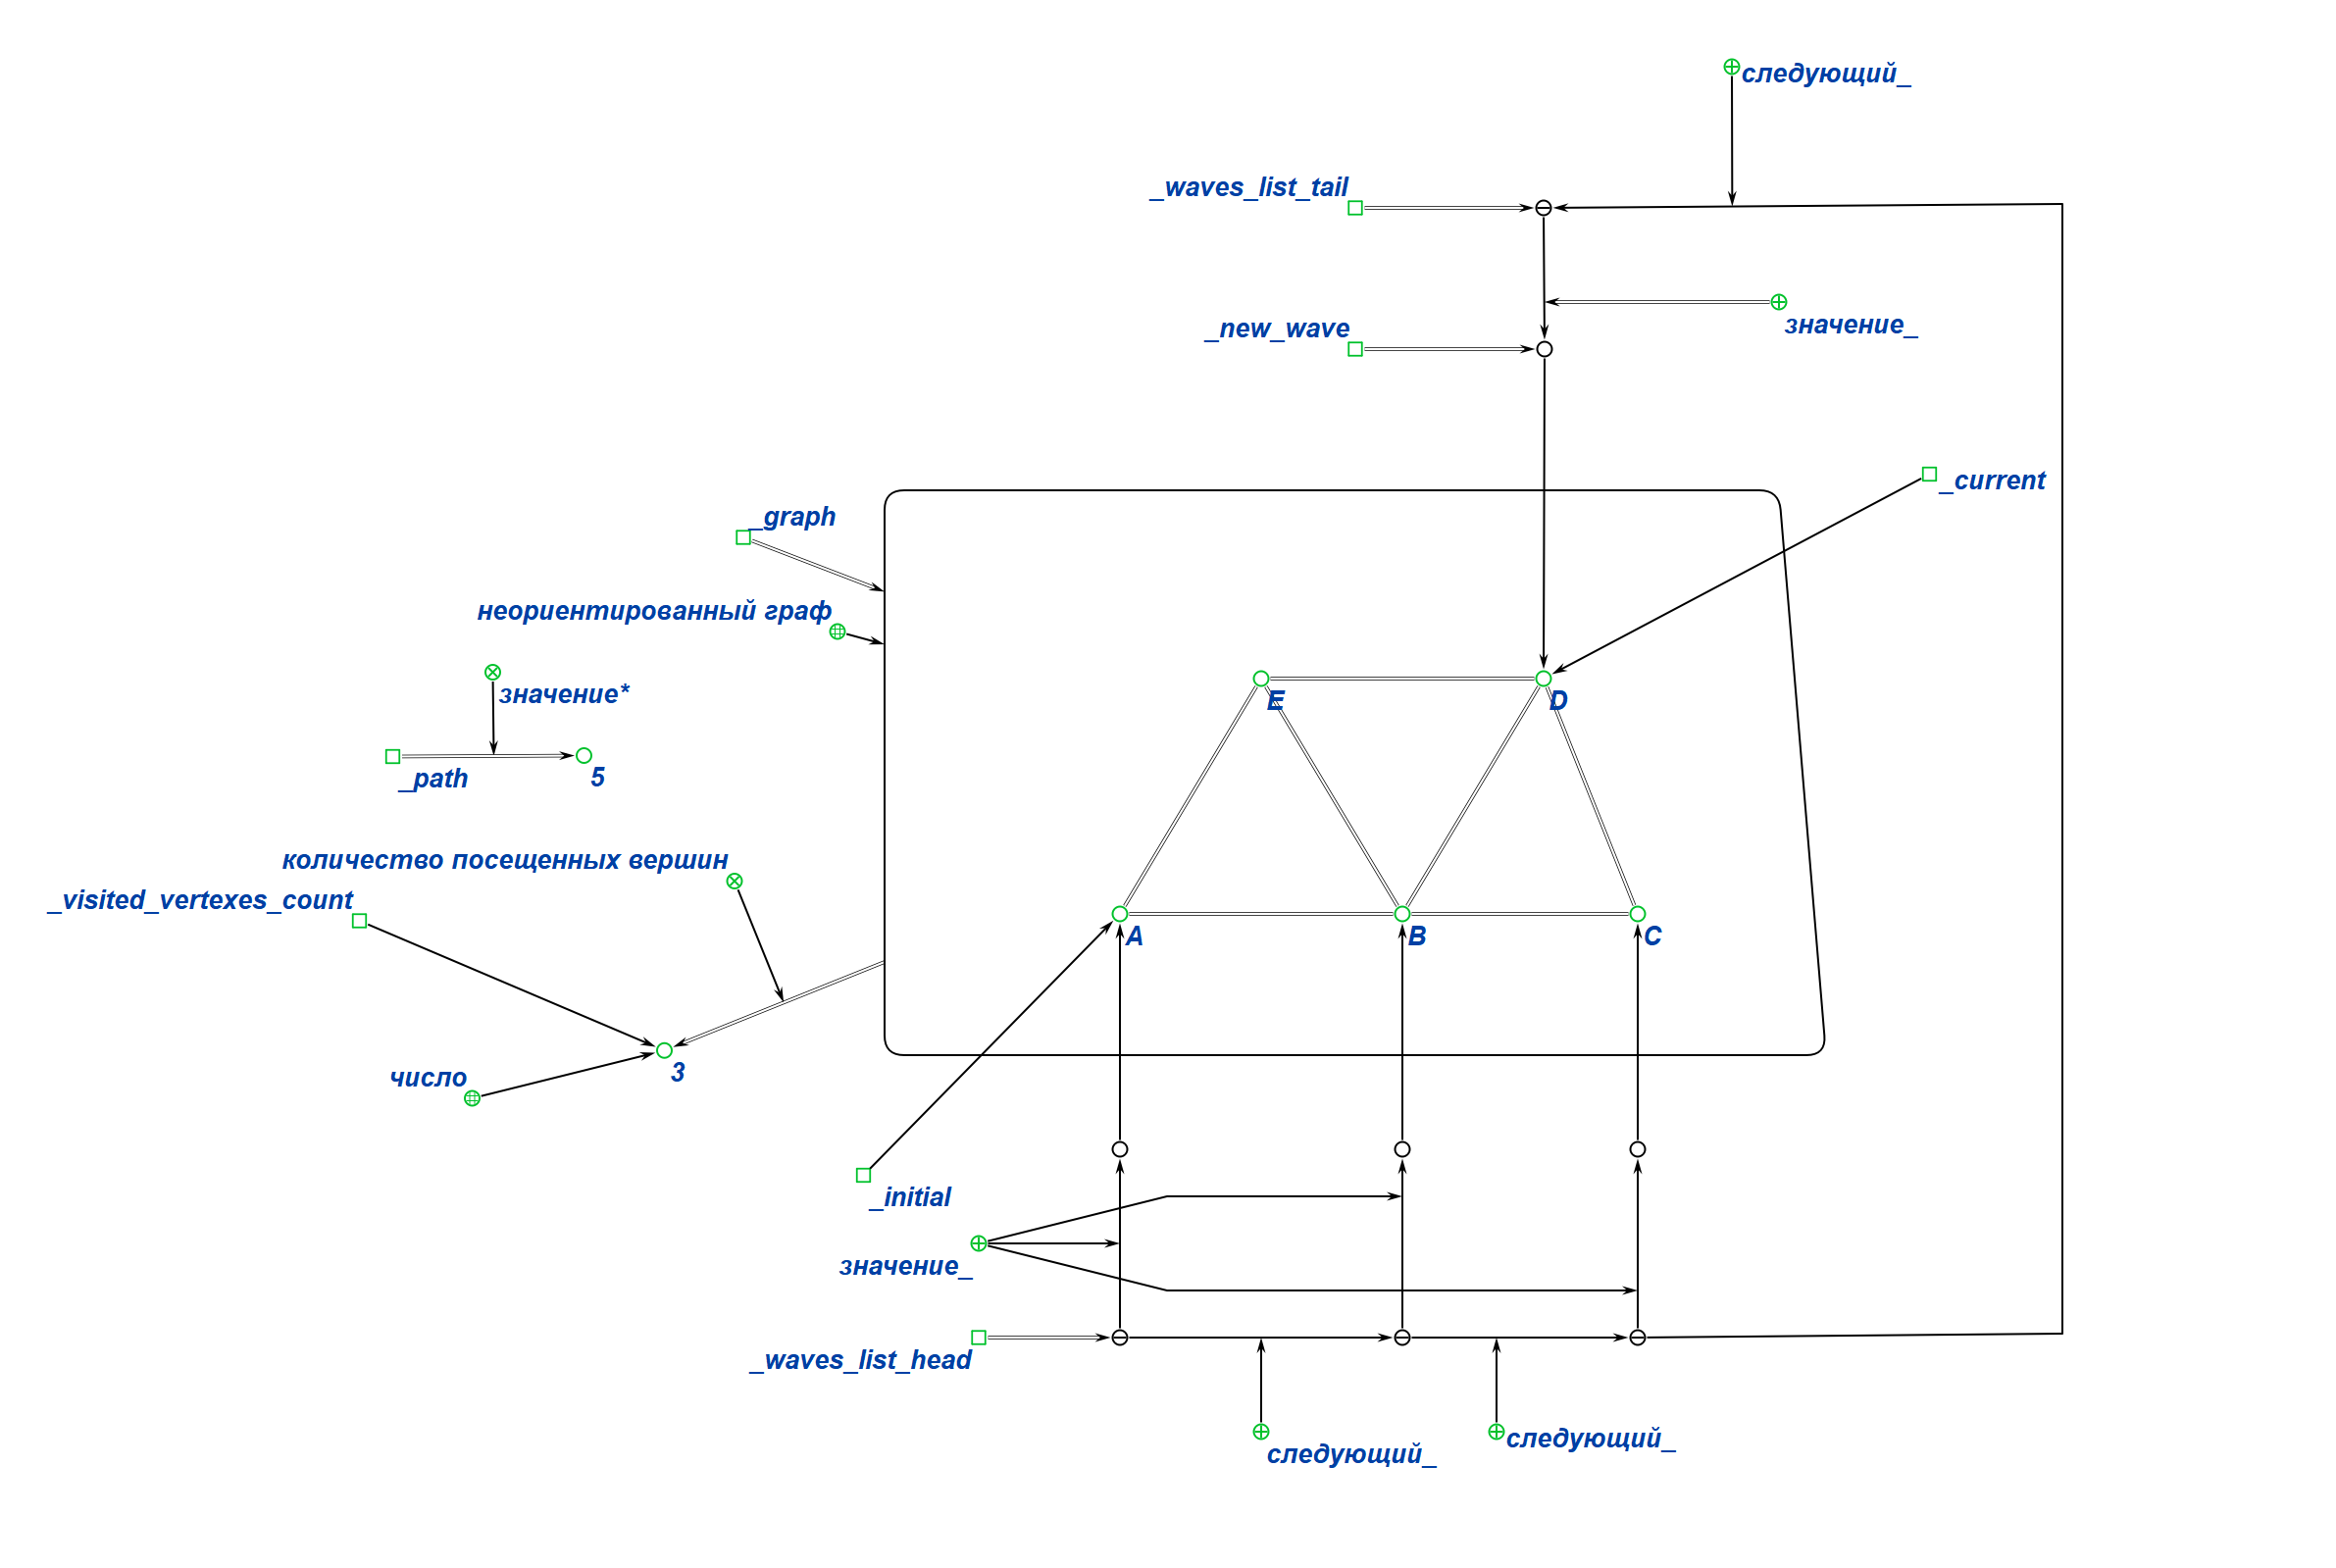 следующий_
_waves_list_tail
значение_
_new_wave
_current
_graph
неориентированный граф
значение*
E
D
_path
5
количество посещенных вершин
_visited_vertexes_count
A
B
C
3
число
_initial
значение_
_waves_list_head
следующий_
следующий_